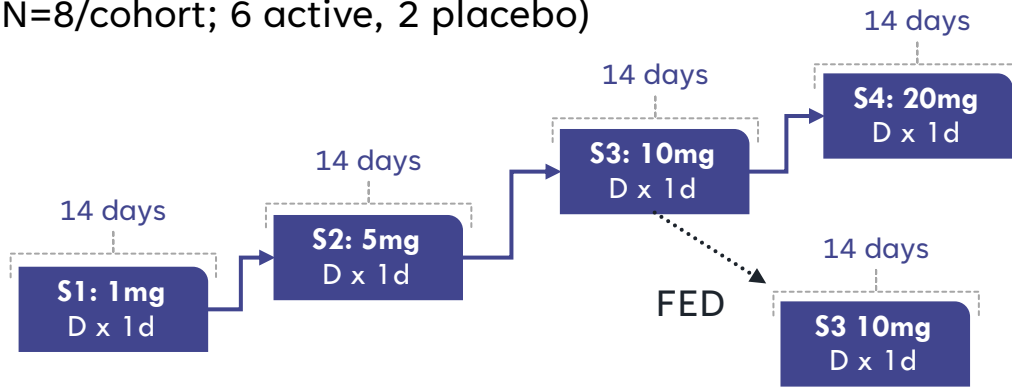 N=8/cohort; 6 active, 2 placebo)
14 days
S1: 1mg
D x 1d
14 days
S2: 5mg
D x 1d
14 days
S3: 10mg
D x 1d
14 days
S4: 20mg
D x 1d
FED
14 days
S3 10mg
D x 1d